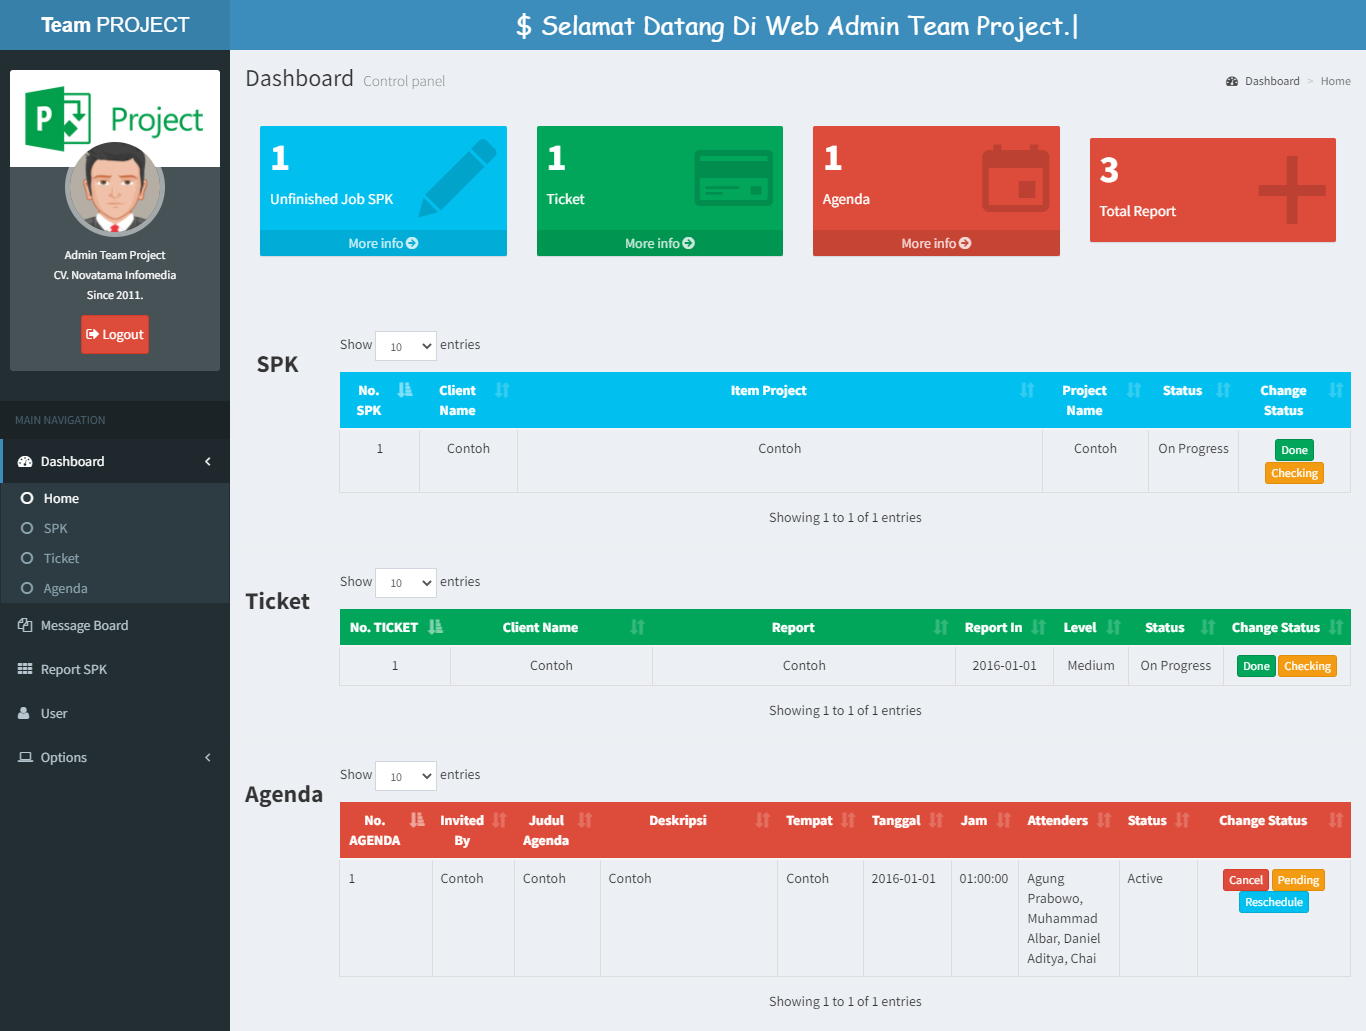 Team PROJECT
$ Selamat Datang Di Web Admin Team Project.|
P Project
Admin Team Project
CV. Novatama Infomedia
Since 2011.
Logout
MAIN NAVIGATION
Dashboard
Home
SPK
Ticket
Agenda
Message Board
Report SPK
User
Options
Dashboard Control panel
Dashboard > Home
1
Unfinished Job SPK
More info
1
Ticket
More info
1
Agenda
More info
3
Total Report
SPK
Show 10 entries
No. SPK Client Name Item Project Project Name Status Change Status
1 Contoh Contoh Contoh On Progress Done Checking
Showing 1 to 1 of 1 entries
Ticket
Show 10 entries
No. TICKET Client Name Report Report In Level Status Change Status
1 Contoh Contoh 2016-01-01 Medium On Progress Done Checking
Showing 1 to 1 of 1 entries
Agenda
Show 10 entries
No. AGENDA Invited By Judul Agenda Deskripsi Tempat Tanggal Jam Attenders Status Change Status
1 Contoh Contoh Contoh Contoh 2016-01-01 01:00:00 Agung Prabowo, Muhammad Albar, Daniel Aditya, Chai Active Cancel Pending Reschedule
Showing 1 to 1 of 1 entries